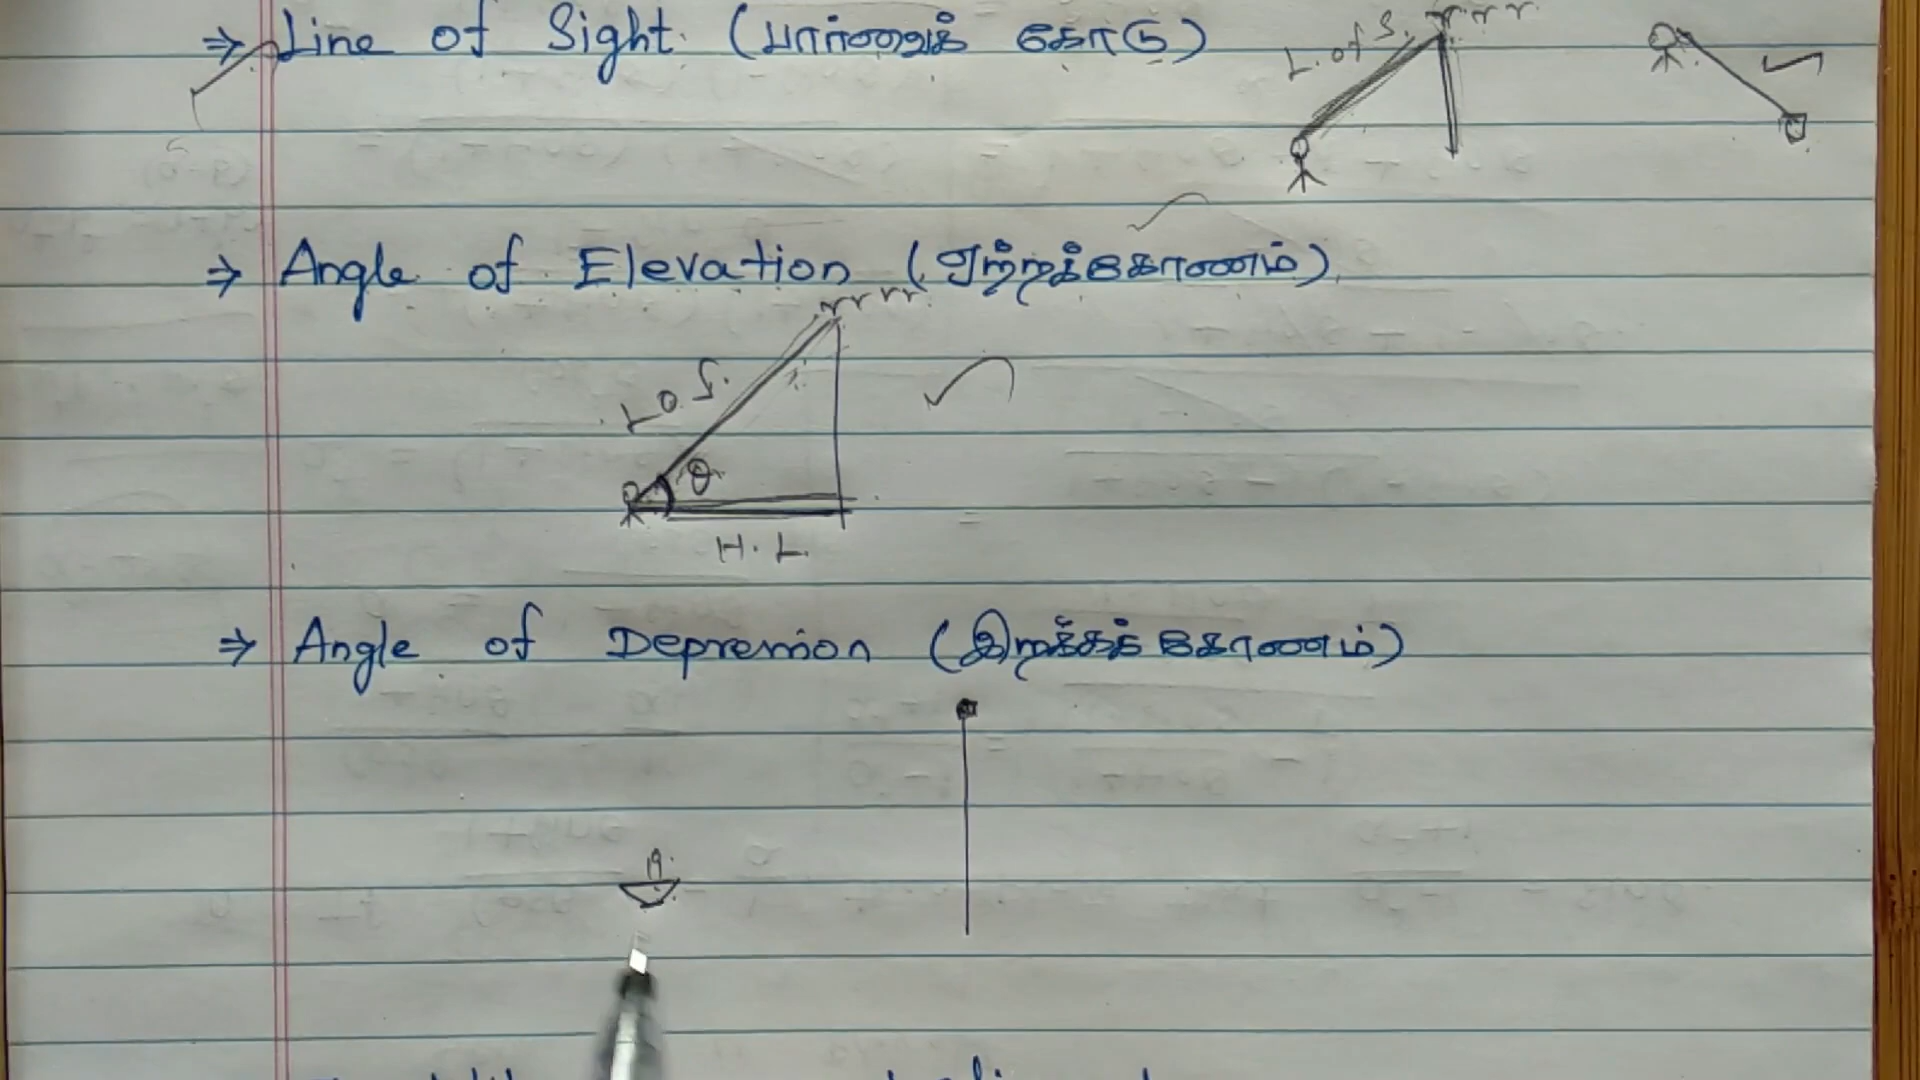 ⇒ Line of Sight (பார்வைக் கோடு)
L. of S.
⇒ Angle of Elevation (ஏற்றக்கோணம்)
L o S.
θ
H. L.
⇒ Angle of Depression (இறக்கக் கோணம்)